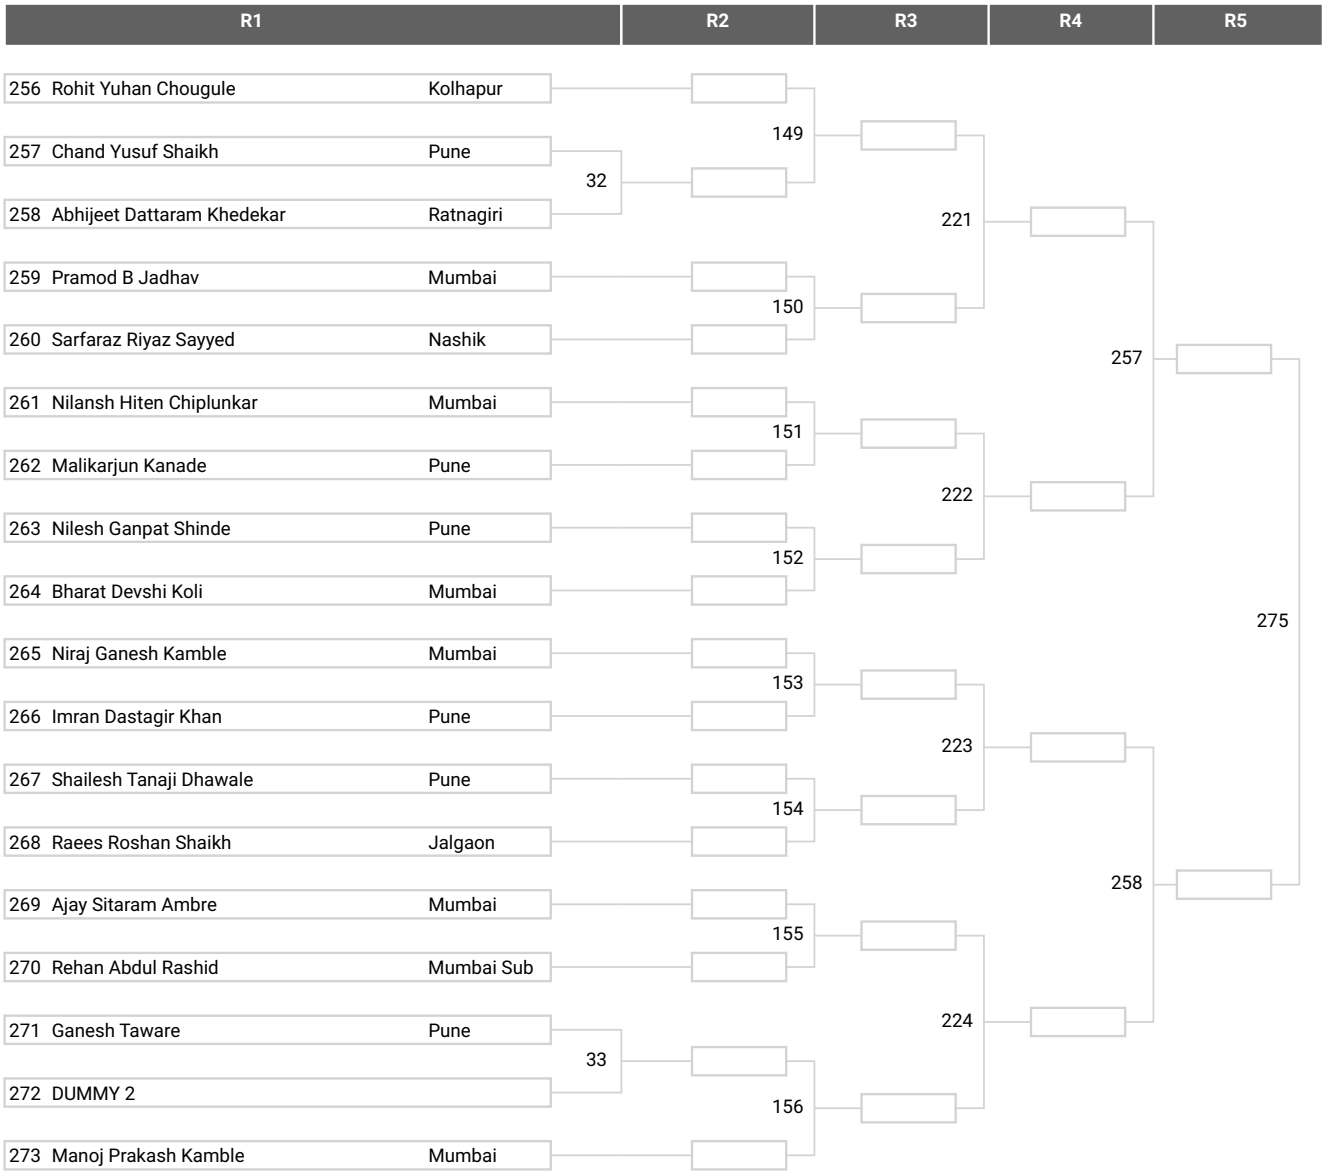 R1 R2 R3 R4 R5
256 Rohit Yuhan Chougule Kolhapur
149
257 Chand Yusuf Shaikh Pune
32
258 Abhijeet Dattaram Khedekar Ratnagiri
221
259 Pramod B Jadhav Mumbai
150
260 Sarfaraz Riyaz Sayyed Nashik
257
261 Nilansh Hiten Chiplunkar Mumbai
151
262 Malikarjun Kanade Pune
222
263 Nilesh Ganpat Shinde Pune
152
264 Bharat Devshi Koli Mumbai
275
265 Niraj Ganesh Kamble Mumbai
153
266 Imran Dastagir Khan Pune
223
267 Shailesh Tanaji Dhawale Pune
154
268 Raees Roshan Shaikh Jalgaon
258
269 Ajay Sitaram Ambre Mumbai
155
270 Rehan Abdul Rashid Mumbai Sub
224
271 Ganesh Taware Pune
33
272 DUMMY 2
156
273 Manoj Prakash Kamble Mumbai